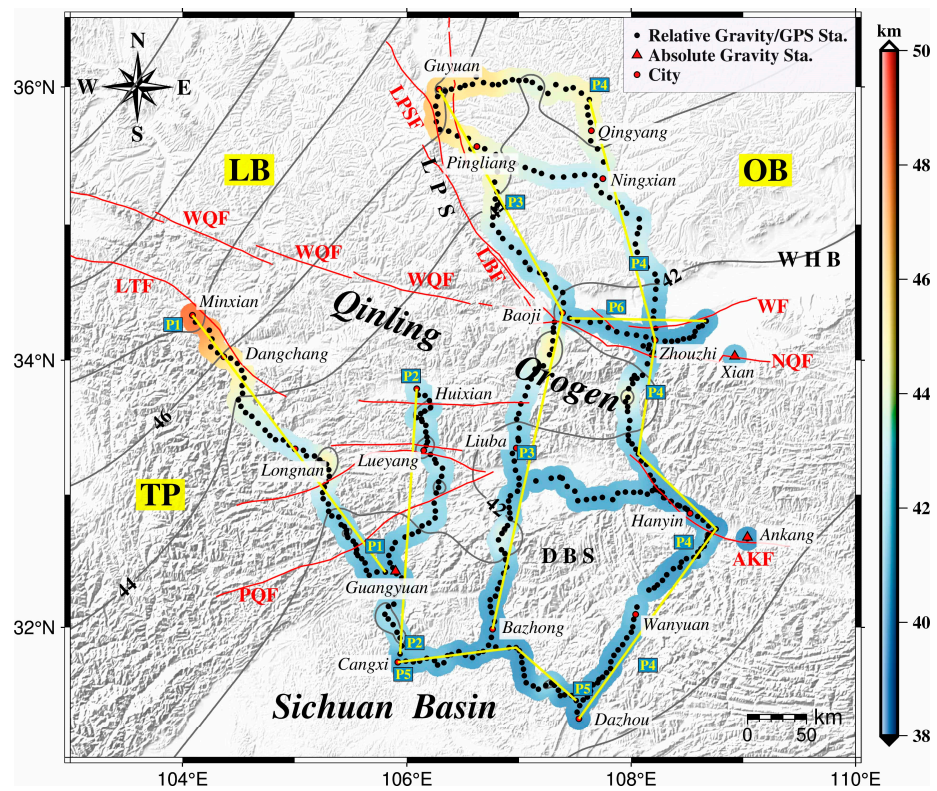 km
50
48
46
44
42
40
38
Relative Gravity/GPS Sta.
Absolute Gravity Sta.
City
N
W E
S
36°N
34°N
32°N
104°E
106°E
108°E
110°E
Guyuan
P4
LPSF
Qingyang
Pingliang
LB
OB
LPS
Ningxian
P3
WQF
WQF
WQF
LBF
P4
42
WHB
LTF
Minxian
P1
Qinling
Baoji
P6
WF
Dangchang
Zhouzhi
Xian
NQF
Orogen
P2
Huixian
P4
46
Liuba
P3
Lueyang
Longnan
TP
42
Hanyin
Ankang
AKF
P1
P4
DBS
44
PQF
Guangyuan
Wanyuan
Bazhong
P2
Cangxi
P5
P4
P5
Sichuan Basin
Dazhou
km
0 50